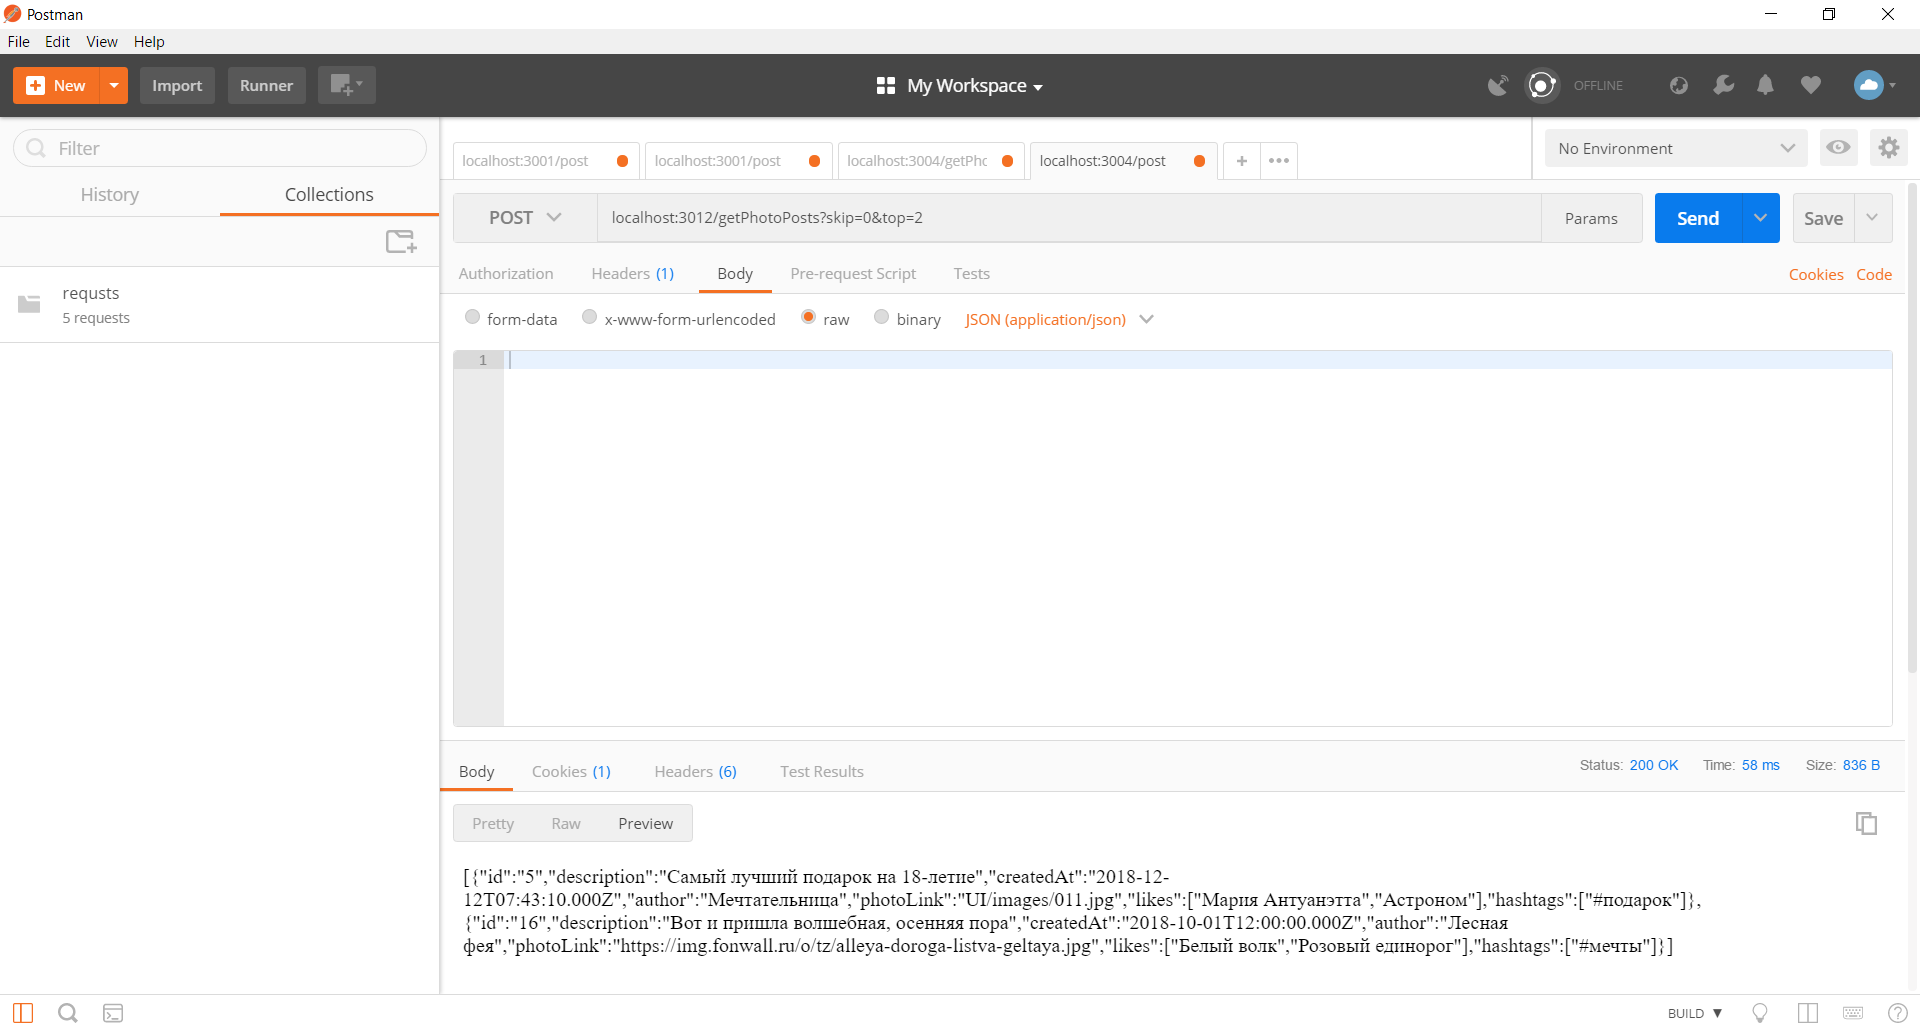 Postman
File Edit View Help
New Import Runner My Workspace OFFLINE
Filter
History Collections
requsts
5 requests
localhost:3001/post localhost:3001/post localhost:3004/getPhc localhost:3004/post + No Environment
POST localhost:3012/getPhotoPosts?skip=0&top=2 Params Send Save
Authorization Headers (1) Body Pre-request Script Tests Cookies Code
form-data x-www-form-urlencoded raw binary JSON (application/json)
1
Body Cookies (1) Headers (6) Test Results Status: 200 OK Time: 58 ms Size: 836 B
Pretty Raw Preview
[{"id":"5","description":"Самый лучший подарок на 18-летие","createdAt":"2018-12-
12T07:43:10.000Z","author":"Мечтательница","photoLink":"UI/images/011.jpg","likes":["Мария Антуанэтта","Астроном"],"hashtags":["#подарок"]},
{"id":"16","description":"Вот и пришла волшебная, осенняя пора","createdAt":"2018-10-01T12:00:00.000Z","author":"Лесная
фея","photoLink":"https://img.fonwall.ru/o/tz/alleya-doroga-listva-geltaya.jpg","likes":["Белый волк","Розовый единорог"],"hashtags":["#мечты"]}]
BUILD ▼